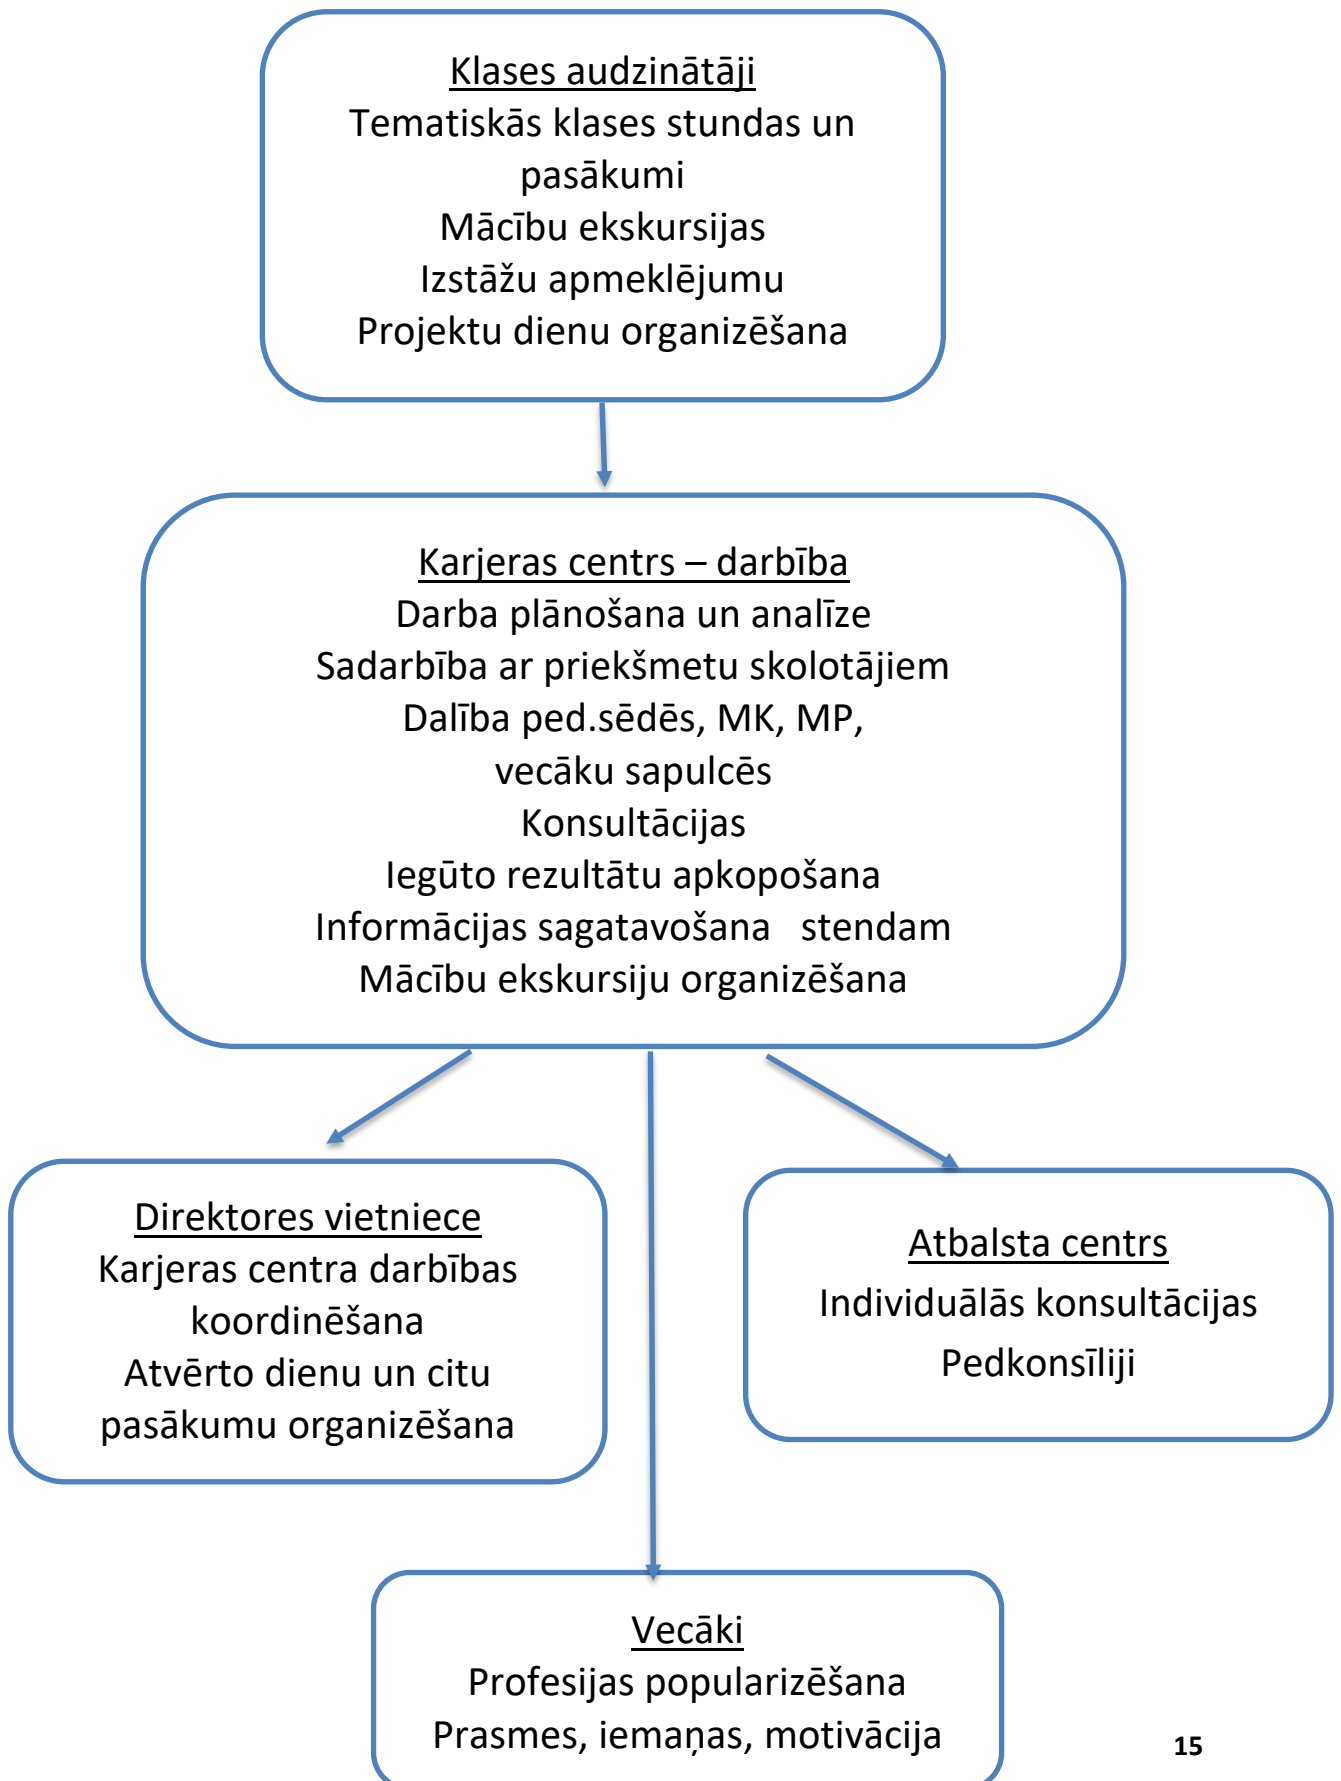 Klases audzinātāji
Tematiskās klases stundas un
pasākumi
Mācību ekskursijas
Izstāžu apmeklējumu
Projektu dienu organizēšana
Karjeras centrs – darbība
Darba plānošana un analīze
Sadarbība ar priekšmetu skolotājiem
Dalība ped.sēdēs, MK, MP,
vecāku sapulcēs
Konsultācijas
Iegūto rezultātu apkopošana
Informācijas sagatavošana   stendam
Mācību ekskursiju organizēšana
Direktores vietniece
Karjeras centra darbības
koordinēšana
Atvērto dienu un citu
pasākumu organizēšana
Atbalsta centrs
Individuālās konsultācijas
Pedkonsīliji
Vecāki
Profesijas popularizēšana
Prasmes, iemaņas, motivācija
15